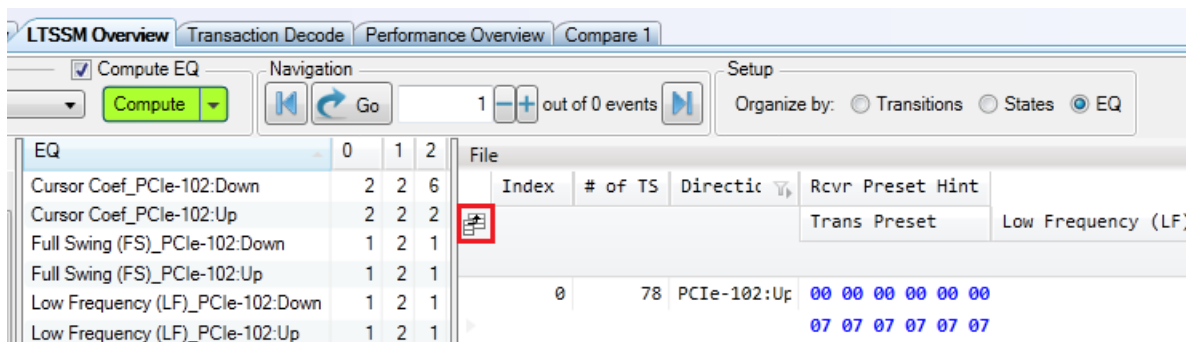 LTSSM Overview Transaction Decode Performance Overview Compare 1
Compute EQ Navigation Setup
Compute Go 1 out of 0 events Organize by: Transitions States EQ
EQ 0 1 2 File
Cursor Coef_PCIe-102:Down 2 2 6 Index # of TS Directic Rcvr Preset Hint
Cursor Coef_PCIe-102:Up 2 2 2 Trans Preset Low Frequency (LF)
Full Swing (FS)_PCIe-102:Down 1 2 1
Full Swing (FS)_PCIe-102:Up 1 2 1
Low Frequency (LF)_PCIe-102:Down 1 2 1 0 78 PCIe-102:Up 00 00 00 00 00 00
Low Frequency (LF)_PCIe-102:Up 1 2 1 07 07 07 07 07 07